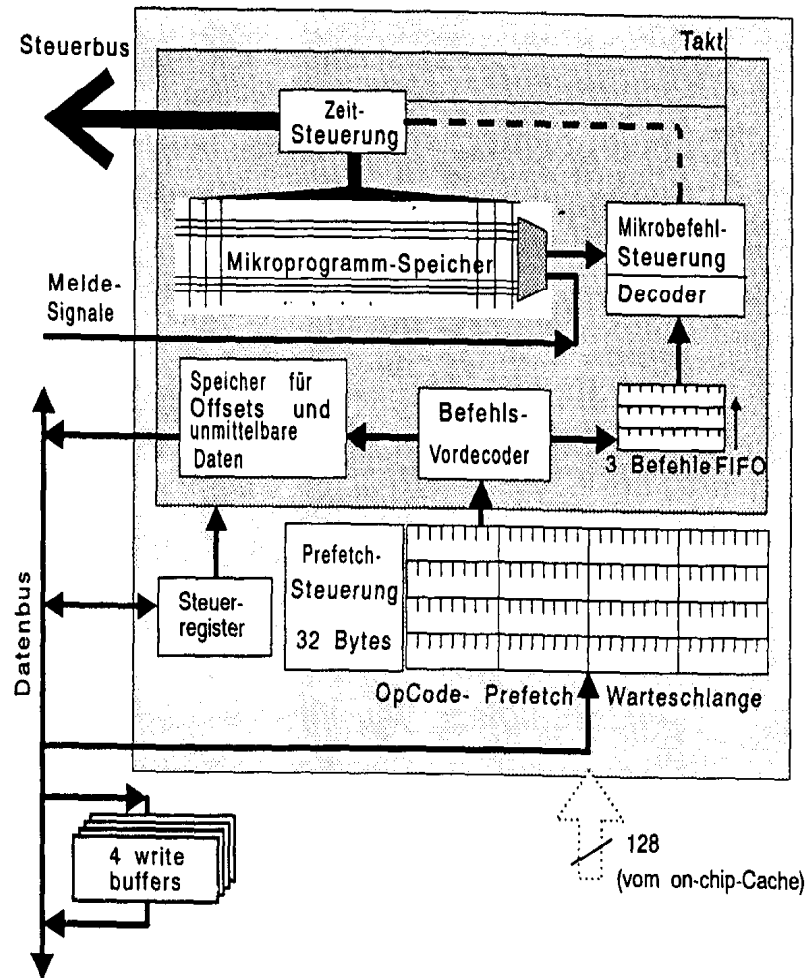 Steuerbus
Takt
Zeit-
Steuerung
Mikroprogramm-Speicher
Mikrobefehl-
Steuerung
Decoder
Melde-
Signale
Speicher für
Offsets und
unmittelbare
Daten
Befehls-
Vordecoder
3 Befehle FIFO
Datenbus
Steuer-
register
Prefetch-
Steuerung
32 Bytes
OpCode- Prefetch Warteschlange
4 write
buffers
128
(vom on-chip-Cache)